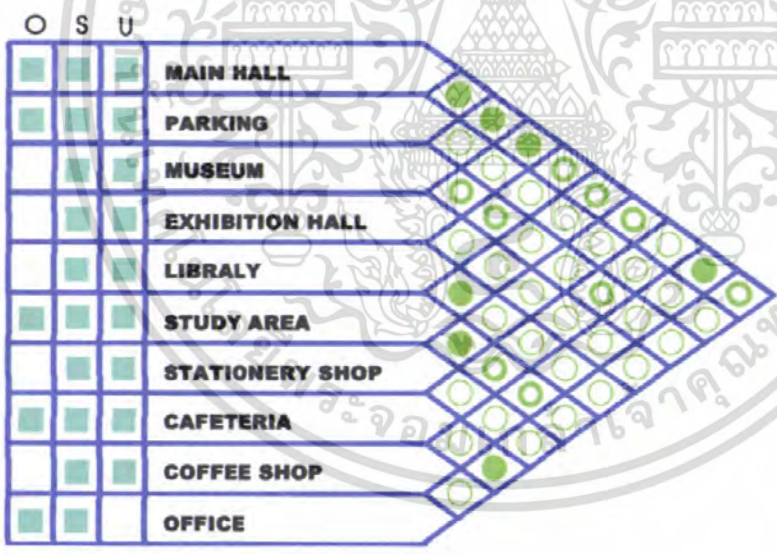 O S U
MAIN HALL
PARKING
MUSEUM
EXHIBITION HALL
LIBRALY
STUDY AREA
STATIONERY SHOP
CAFETERIA
COFFEE SHOP
OFFICE